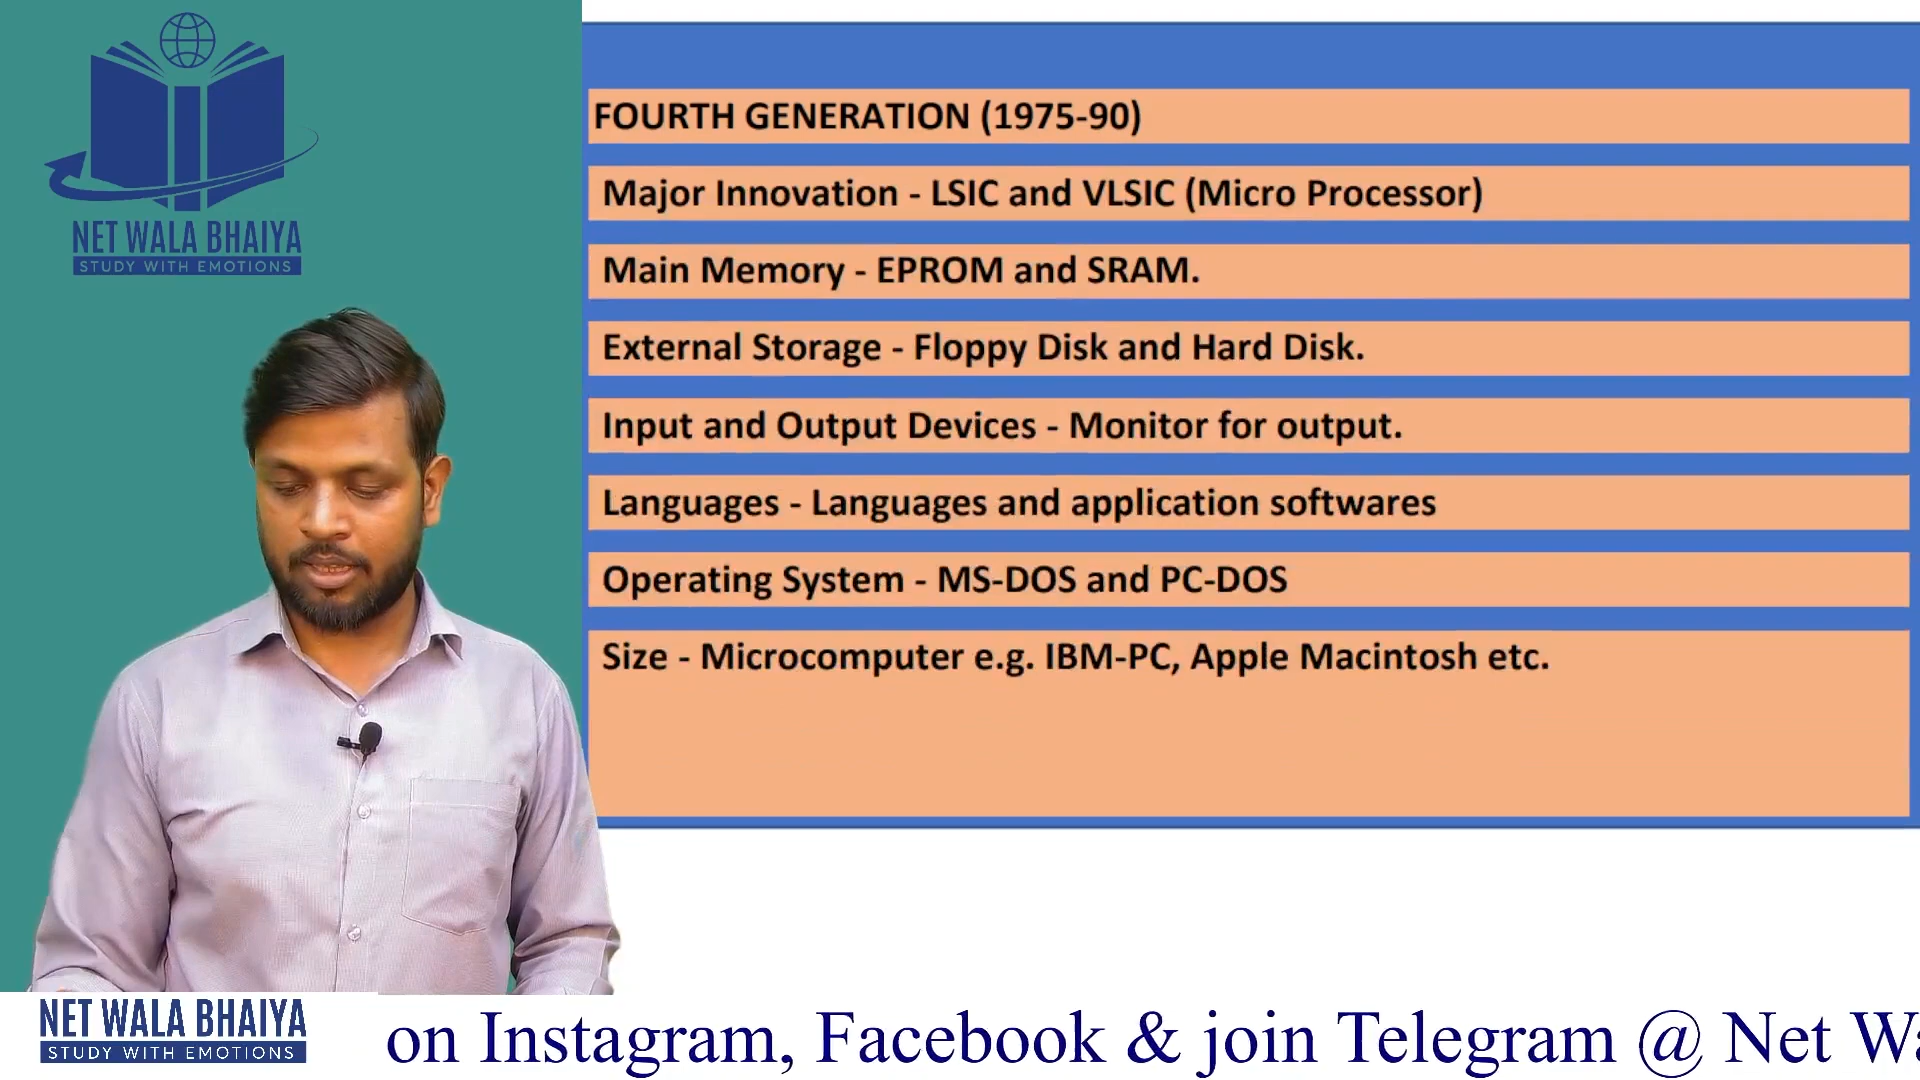 NET WALA BHAIYA
STUDY WITH EMOTIONS
FOURTH GENERATION (1975-90)
Major Innovation - LSIC and VLSIC (Micro Processor)
Main Memory - EPROM and SRAM.
External Storage - Floppy Disk and Hard Disk.
Input and Output Devices - Monitor for output.
Languages - Languages and application softwares
Operating System - MS-DOS and PC-DOS
Size - Microcomputer e.g. IBM-PC, Apple Macintosh etc.
NET WALA BHAIYA
STUDY WITH EMOTIONS
on Instagram, Facebook & join Telegram @ Net